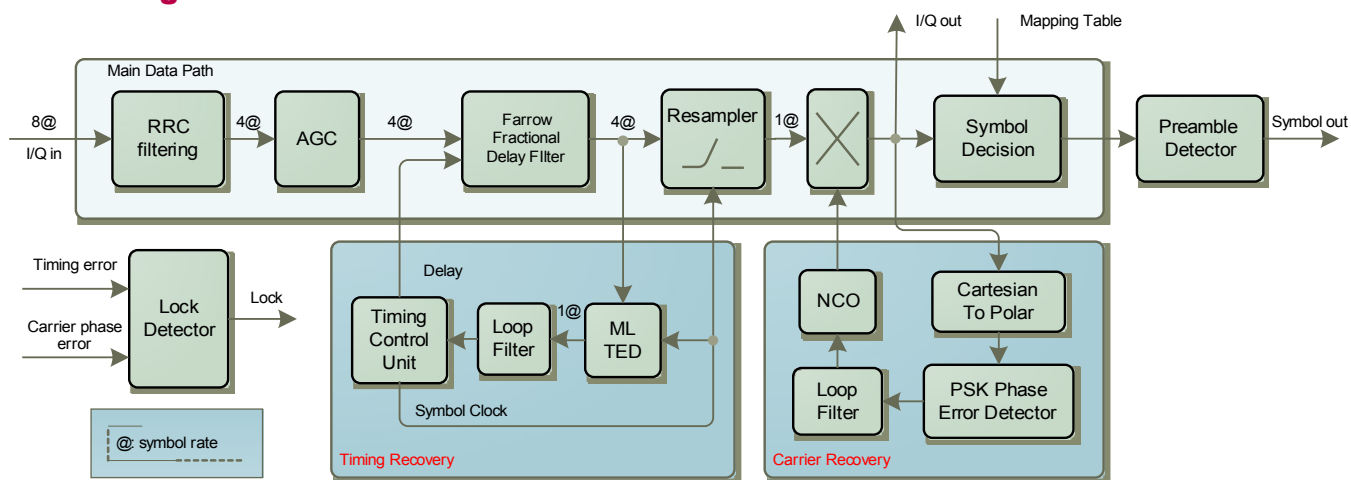 I/Q out
Mapping Table
Main Data Path
8@
I/Q in
RRC
filtering
4@
AGC
4@
Farrow
Fractional
Delay FIlter
4@
Resampler
1@
Symbol
Decision
Preamble
Detector
Symbol out
Timing error
Carrier phase
error
Lock
Detector
Lock
Delay
Timing
Control
Unit
Loop
Filter
1@
ML
TED
Symbol Clock
Timing Recovery
NCO
Cartesian
To Polar
Loop
Filter
PSK Phase
Error Detector
Carrier Recovery
@: symbol rate